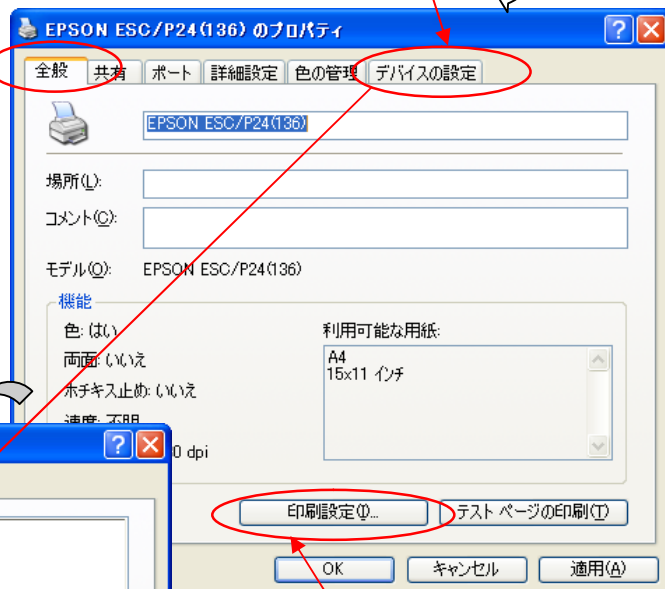 EPSON ESC/P24(136) のプロパティ
全般 共有 ポート 詳細設定 色の管理 デバイスの設定
EPSON ESC/P24(136)
場所(L):
コメント(C):
モデル(O): EPSON ESC/P24(136)
機能
色: はい
利用可能な用紙:
両面: いいえ
A4
15x11 インチ
ホチキス止め: いいえ
速度: 不明
0 dpi
印刷設定(I)... テスト ページの印刷(T)
OK キャンセル 適用(A)